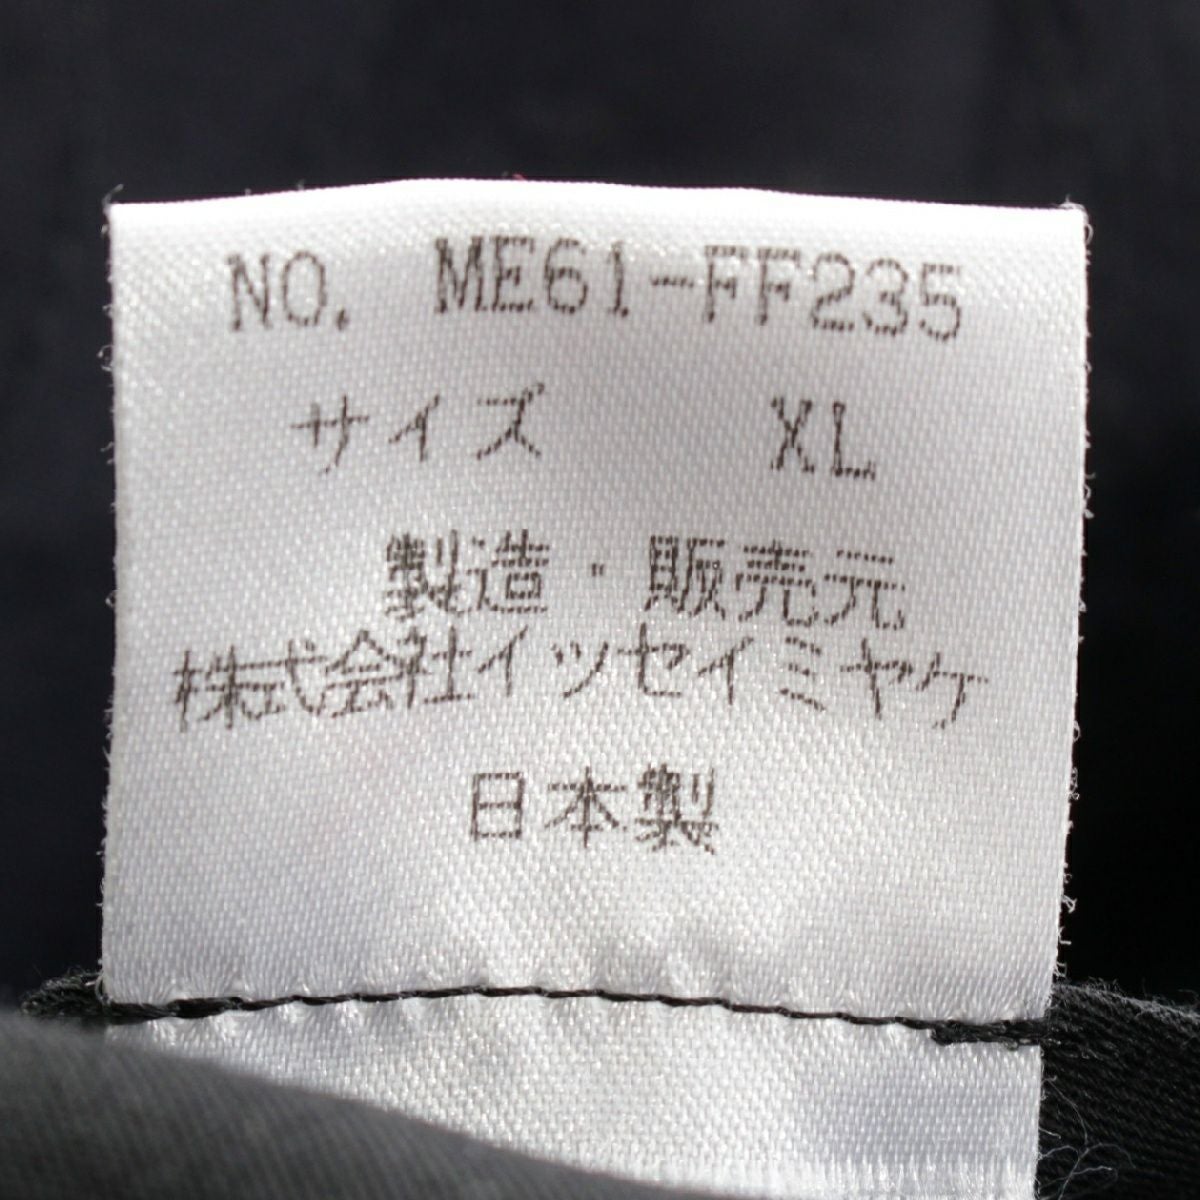 NO. ME61-FF235
サイズ XL
製造・販売元
株式会社イッセイミヤケ
日本製